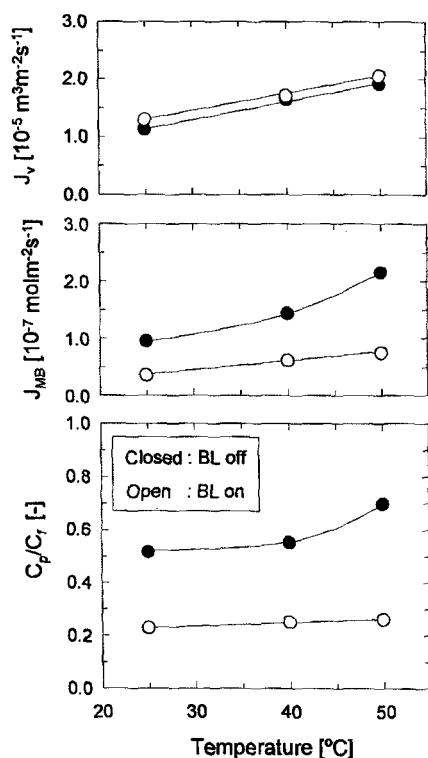 3.0
2.0
1.0
0.0
J_v [10^-5 m^3m^-2s^-1]
3.0
2.0
1.0
0.0
J_MB [10^-7 molm^-2s^-1]
1.0
0.8
0.6
0.4
0.2
0.0
C_p/C_f [-]
Closed : BL off
Open : BL on
20 30 40 50
Temperature [ºC]